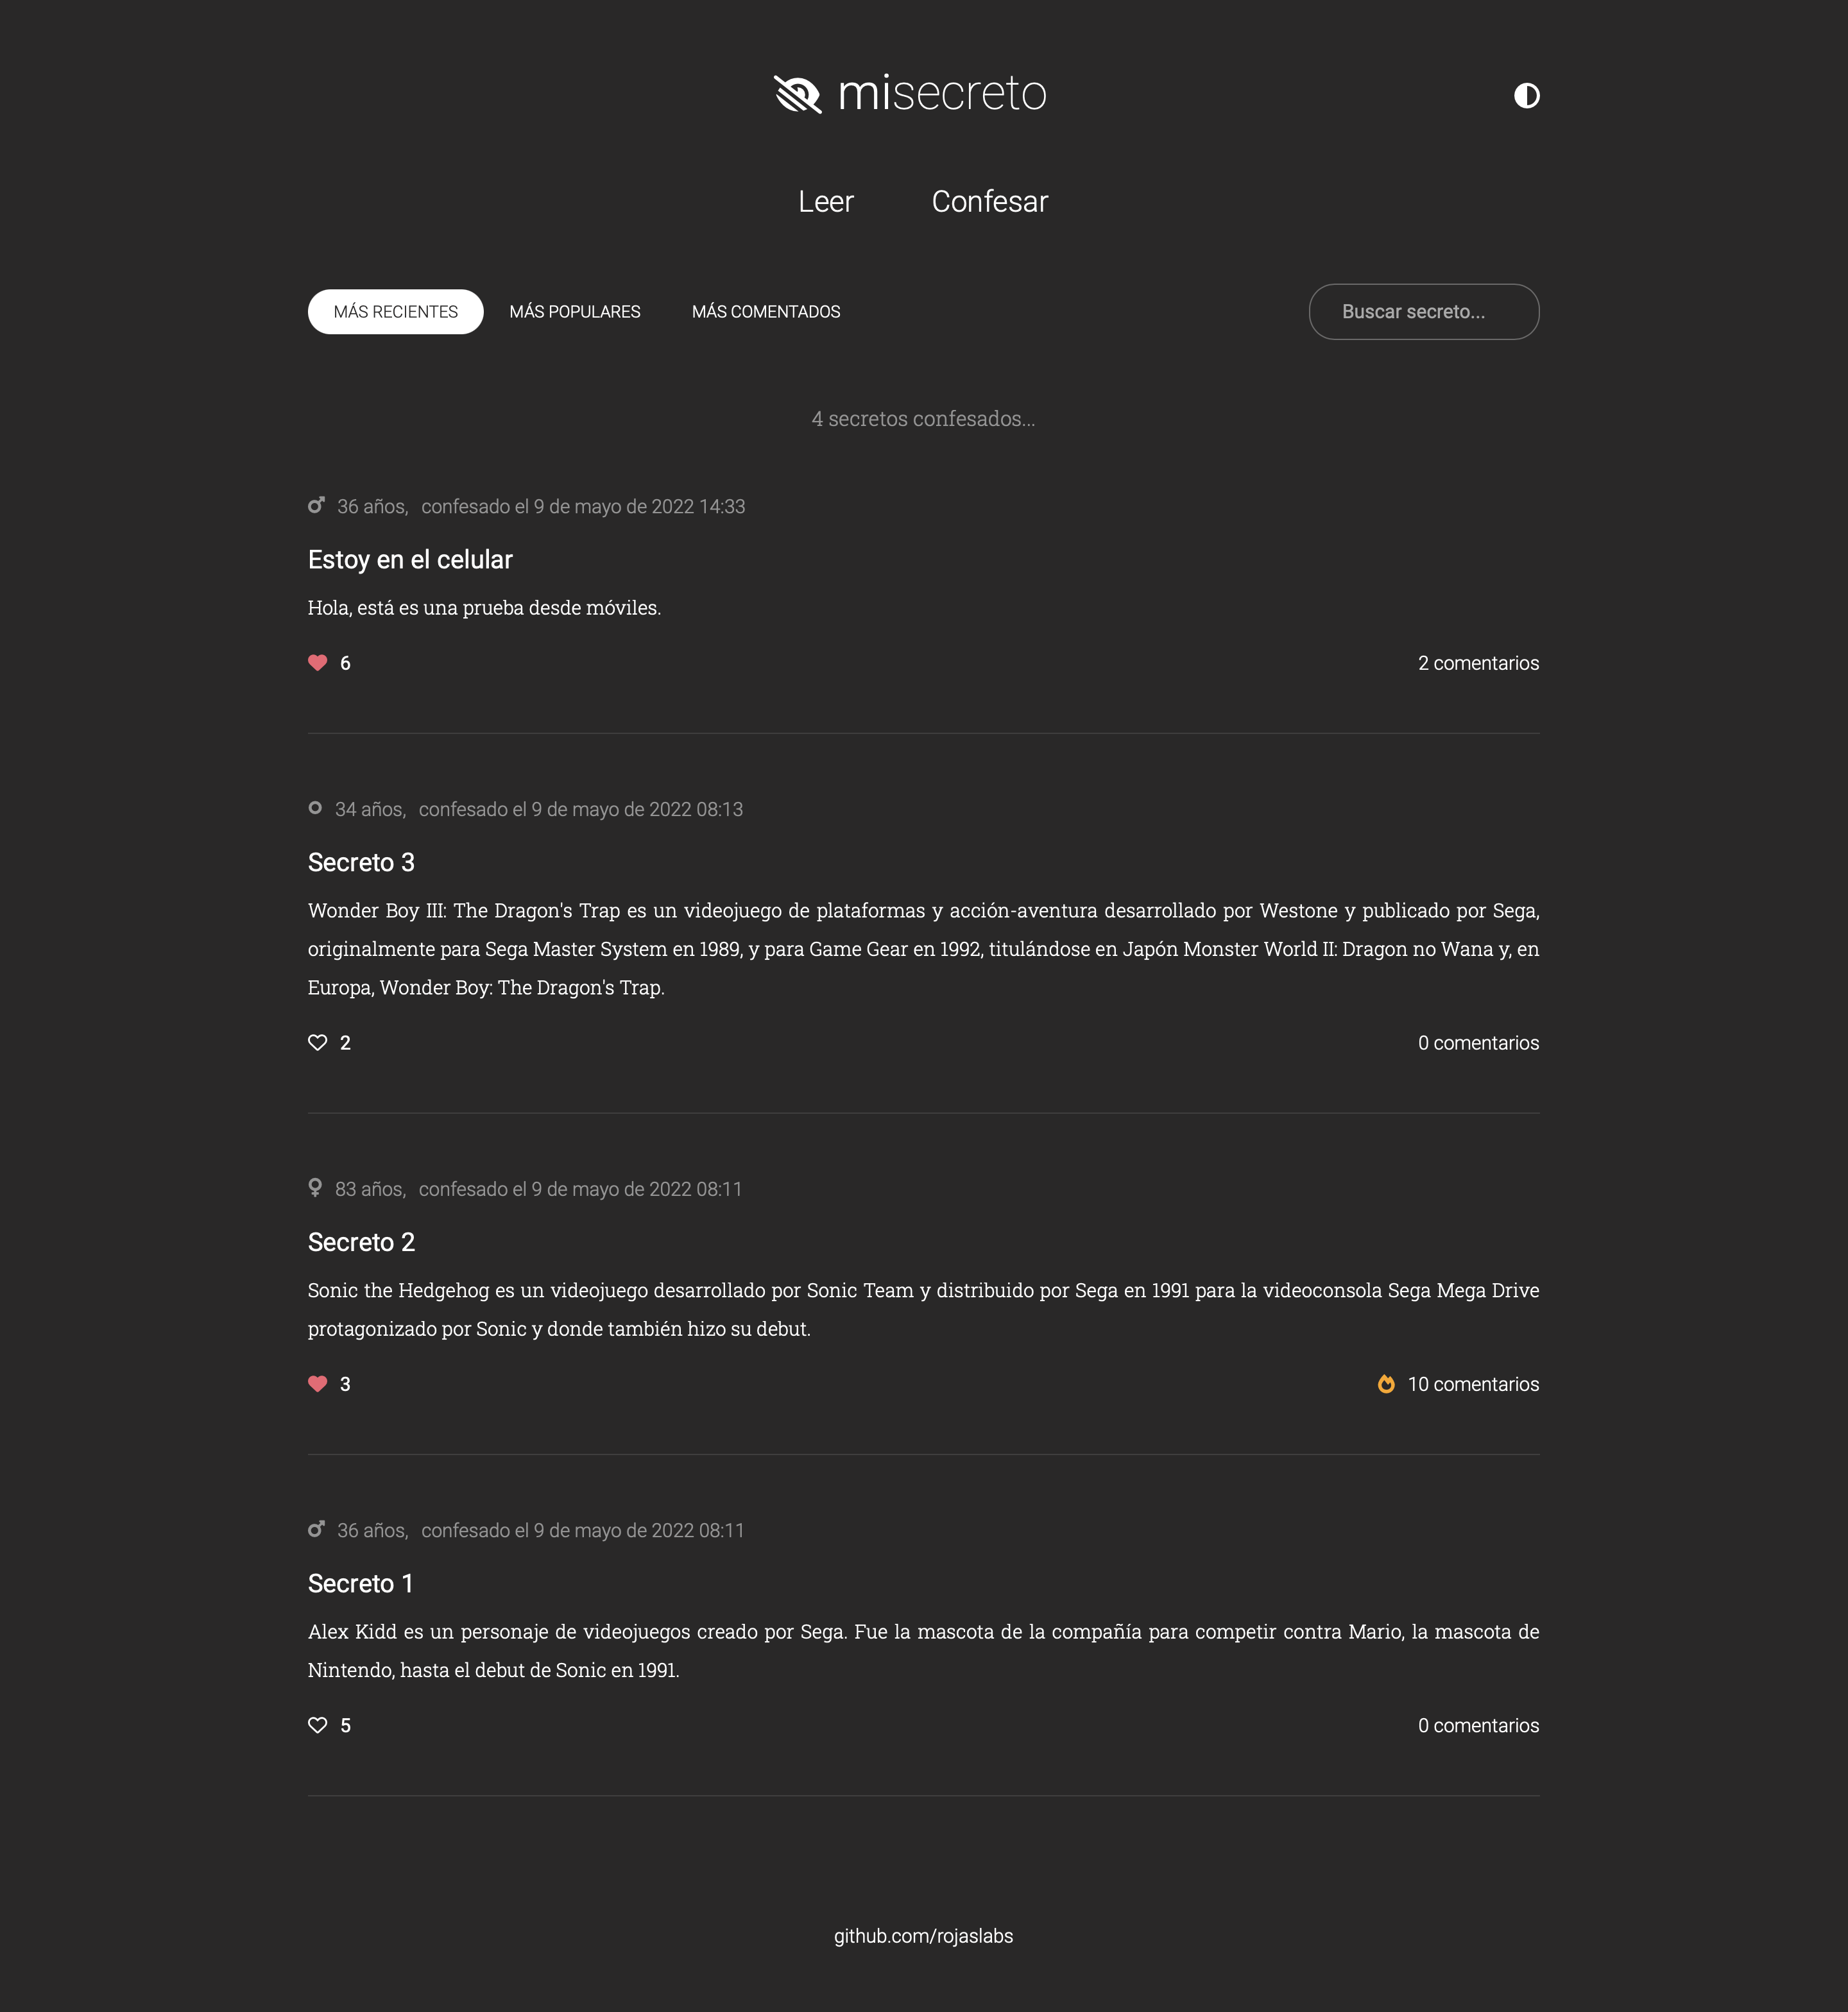 misecreto
Leer Confesar
MÁS RECIENTES MÁS POPULARES MÁS COMENTADOS Buscar secreto...
4 secretos confesados...
36 años, confesado el 9 de mayo de 2022 14:33
Estoy en el celular
Hola, está es una prueba desde móviles.
6 2 comentarios
34 años, confesado el 9 de mayo de 2022 08:13
Secreto 3
Wonder Boy III: The Dragon's Trap es un videojuego de plataformas y acción-aventura desarrollado por Westone y publicado por Sega,
originalmente para Sega Master System en 1989, y para Game Gear en 1992, titulándose en Japón Monster World II: Dragon no Wana y, en
Europa, Wonder Boy: The Dragon's Trap.
2 0 comentarios
83 años, confesado el 9 de mayo de 2022 08:11
Secreto 2
Sonic the Hedgehog es un videojuego desarrollado por Sonic Team y distribuido por Sega en 1991 para la videoconsola Sega Mega Drive
protagonizado por Sonic y donde también hizo su debut.
3 10 comentarios
36 años, confesado el 9 de mayo de 2022 08:11
Secreto 1
Alex Kidd es un personaje de videojuegos creado por Sega. Fue la mascota de la compañía para competir contra Mario, la mascota de
Nintendo, hasta el debut de Sonic en 1991.
5 0 comentarios
github.com/rojaslabs